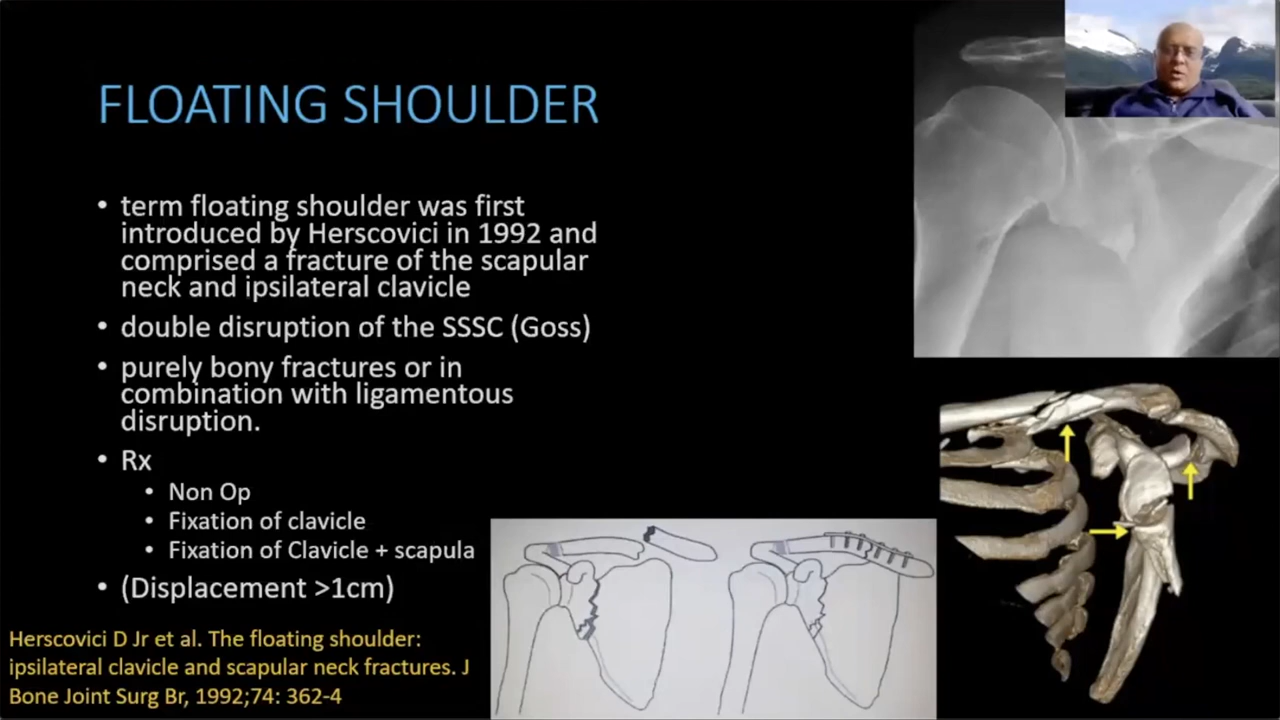 FLOATING SHOULDER
• term floating shoulder was first
introduced by Herscovici in 1992 and
comprised a fracture of the scapular
neck and ipsilateral clavicle
• double disruption of the SSSC (Goss)
• purely bony fractures or in
combination with ligamentous
disruption.
• Rx
• Non Op
• Fixation of clavicle
• Fixation of Clavicle + scapula
• (Displacement >1cm)
Herscovici D Jr et al. The floating shoulder:
ipsilateral clavicle and scapular neck fractures. J
Bone Joint Surg Br, 1992;74: 362-4